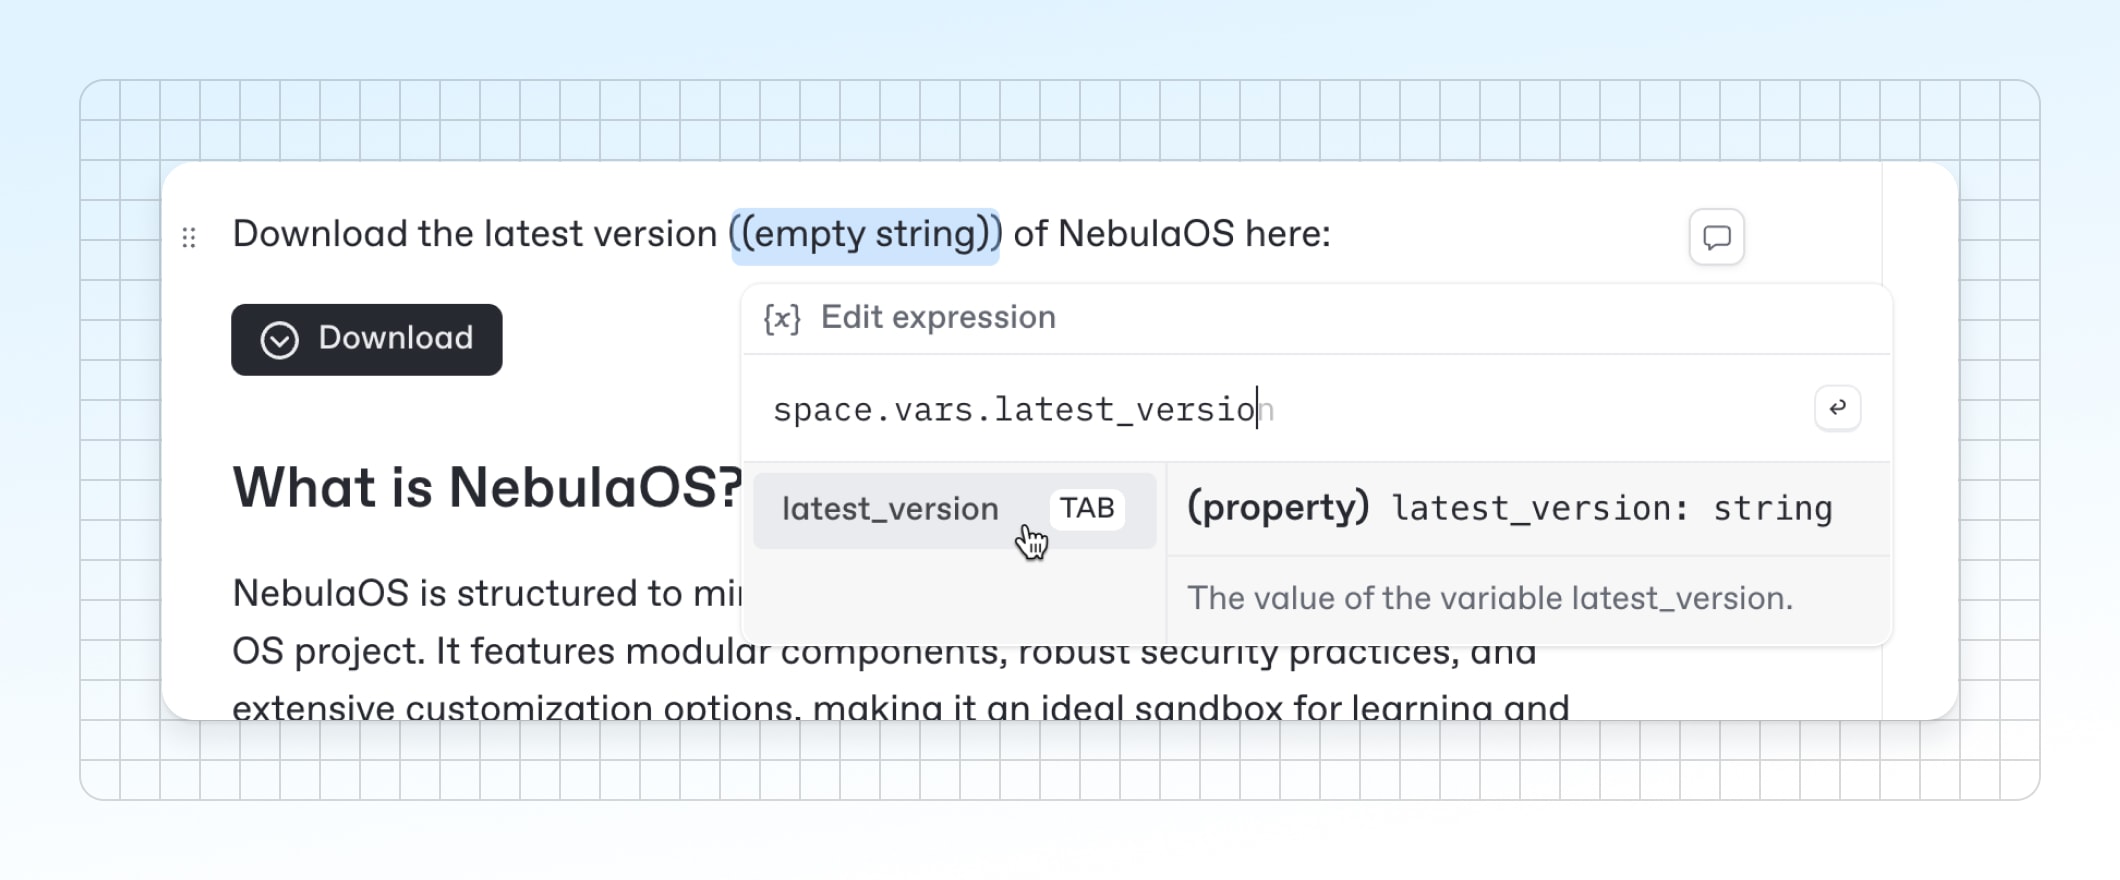 Download the latest version ((empty string)) of NebulaOS here:
Download
{x} Edit expression
space.vars.latest_version
latest_version TAB
(property) latest_version: string
The value of the variable latest_version.
What is NebulaOS?
NebulaOS is structured to
OS project. It features modular components, robust security practices, and
extensive customization options, making it an ideal sandbox for learning and